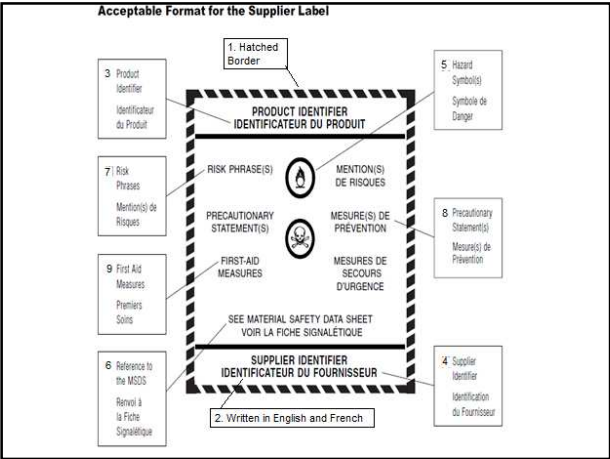 Acceptable Format for the Supplier Label
1. Hatched
Border
3 Product
Identifier
Identificateur
du Produit
5. Hazard
Symbol(s)
Symbole de
Danger
PRODUCT IDENTIFIER
IDENTIFICATEUR DU PRODUIT
7 Risk
Phrases
Mention(s) de
Risques
RISK PHRASE(S)
MENTION(S)
DE RISQUES
PRECAUTIONARY
STATEMENT(S)
MESURE(S) DE
PRÉVENTION
8 Precautionary
Statement(s)
Mesure(s) de
Prévention
9 First Aid
Measures
Premiers
Soins
FIRST-AID
MEASURES
MESURES DE
SECOURS
D'URGENCE
SEE MATERIAL SAFETY DATA SHEET
VOIR LA FICHE SIGNALÉTIQUE
6 Reference to
the MSDS
Renvoi à
la Fiche
Signalétique
SUPPLIER IDENTIFIER
IDENTIFICATEUR DU FOURNISSEUR
4 Supplier
Identifier
Identification
du Fournisseur
2. Written in English and French